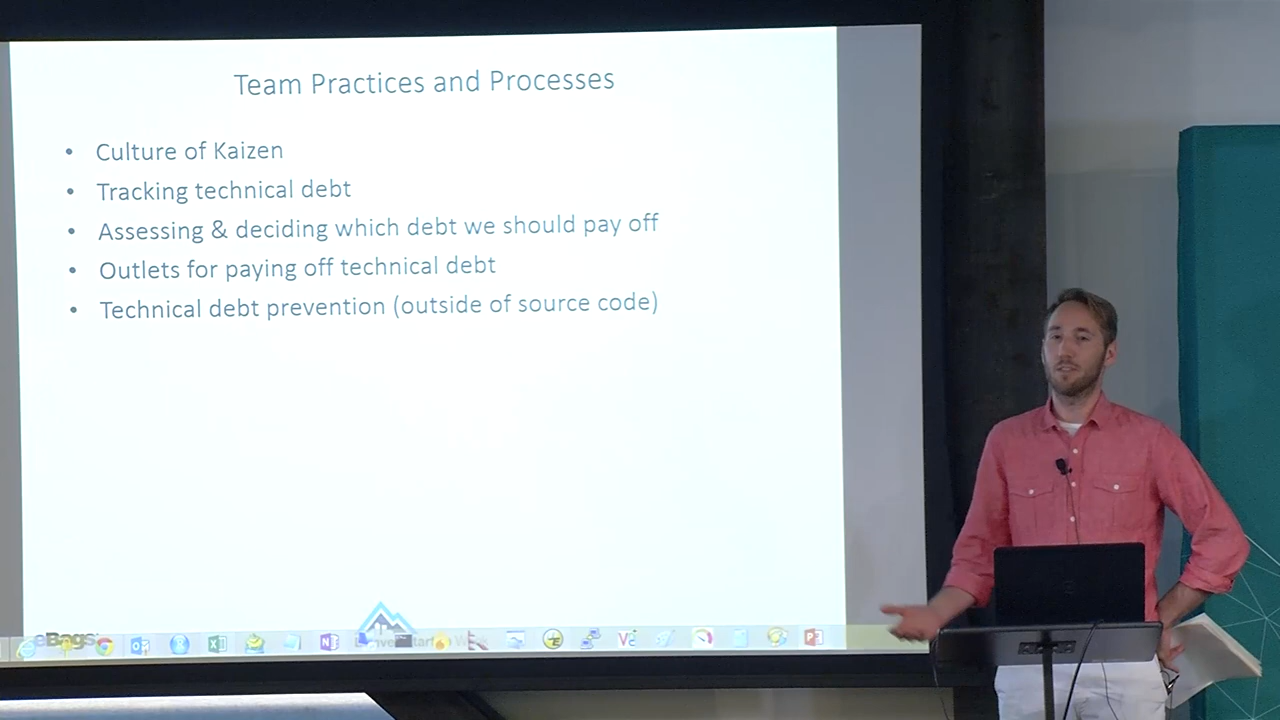 Team Practices and Processes
• Culture of Kaizen
• Tracking technical debt
• Assessing & deciding which debt we should pay off
• Outlets for paying off technical debt
• Technical debt prevention (outside of source code)
eBags